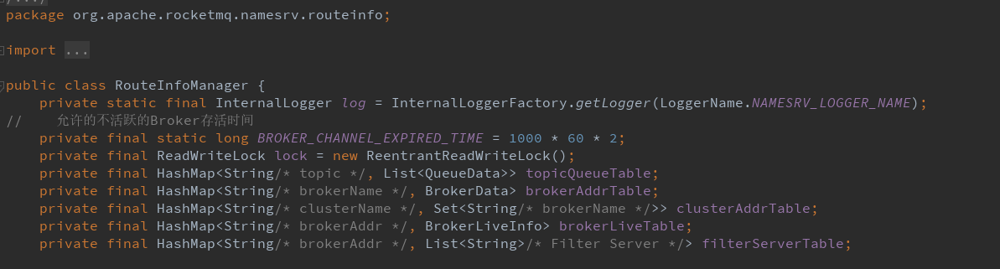 /.../
package org.apache.rocketmq.namesrv.routeinfo;
import ...
public class RouteInfoManager {
    private static final InternalLogger log = InternalLoggerFactory.getLogger(LoggerName.NAMESRV_LOGGER_NAME);
//    允许的不活跃的Broker存活时间
    private final static long BROKER_CHANNEL_EXPIRED_TIME = 1000 * 60 * 2;
    private final ReadWriteLock lock = new ReentrantReadWriteLock();
    private final HashMap<String/* topic */, List<QueueData>> topicQueueTable;
    private final HashMap<String/* brokerName */, BrokerData> brokerAddrTable;
    private final HashMap<String/* clusterName */, Set<String/* brokerName */>> clusterAddrTable;
    private final HashMap<String/* brokerAddr */, BrokerLiveInfo> brokerLiveTable;
    private final HashMap<String/* brokerAddr */, List<String>/* Filter Server */> filterServerTable;